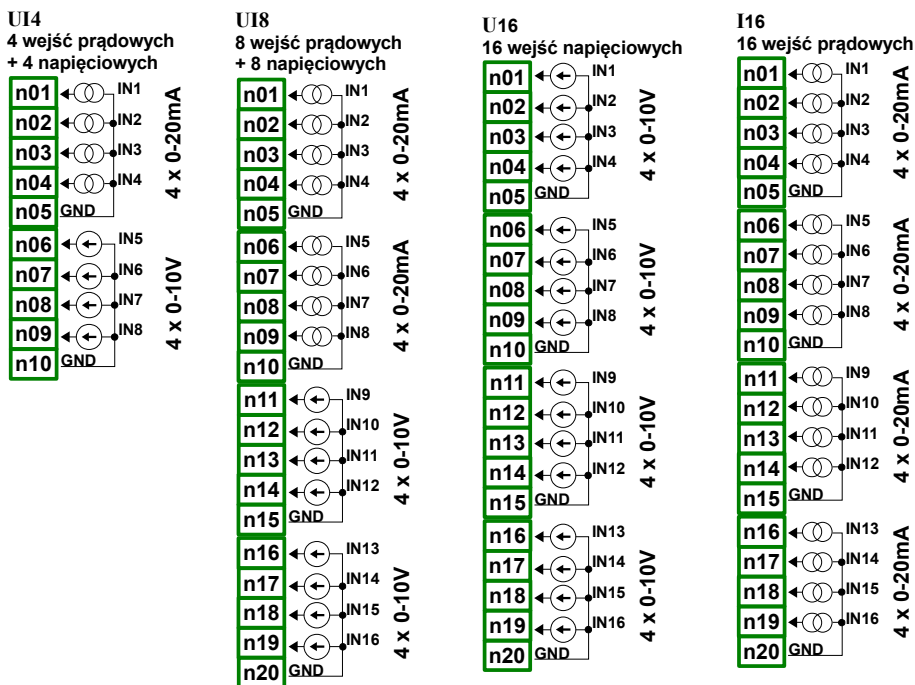 UI4
4 wejść prądowych
+ 4 napięciowych
n01 IN1
n02 IN2
n03 IN3
n04 IN4
n05 GND
4 x 0-20mA
n06 IN5
n07 IN6
n08 IN7
n09 IN8
n10 GND
4 x 0-10V
UI8
8 wejść prądowych
+ 8 napięciowych
n01 IN1
n02 IN2
n03 IN3
n04 IN4
n05 GND
4 x 0-20mA
n06 IN5
n07 IN6
n08 IN7
n09 IN8
n10 GND
4 x 0-20mA
n11 IN9
n12 IN10
n13 IN11
n14 IN12
n15 GND
4 x 0-10V
n16 IN13
n17 IN14
n18 IN15
n19 IN16
n20 GND
4 x 0-10V
U16
16 wejść napięciowych
n01 IN1
n02 IN2
n03 IN3
n04 IN4
n05 GND
4 x 0-10V
n06 IN5
n07 IN6
n08 IN7
n09 IN8
n10 GND
4 x 0-10V
n11 IN9
n12 IN10
n13 IN11
n14 IN12
n15 GND
4 x 0-10V
n16 IN13
n17 IN14
n18 IN15
n19 IN16
n20 GND
4 x 0-10V
I16
16 wejść prądowych
n01 IN1
n02 IN2
n03 IN3
n04 IN4
n05 GND
4 x 0-20mA
n06 IN5
n07 IN6
n08 IN7
n09 IN8
n10 GND
4 x 0-20mA
n11 IN9
n12 IN10
n13 IN11
n14 IN12
n15 GND
4 x 0-20mA
n16 IN13
n17 IN14
n18 IN15
n19 IN16
n20 GND
4 x 0-20mA